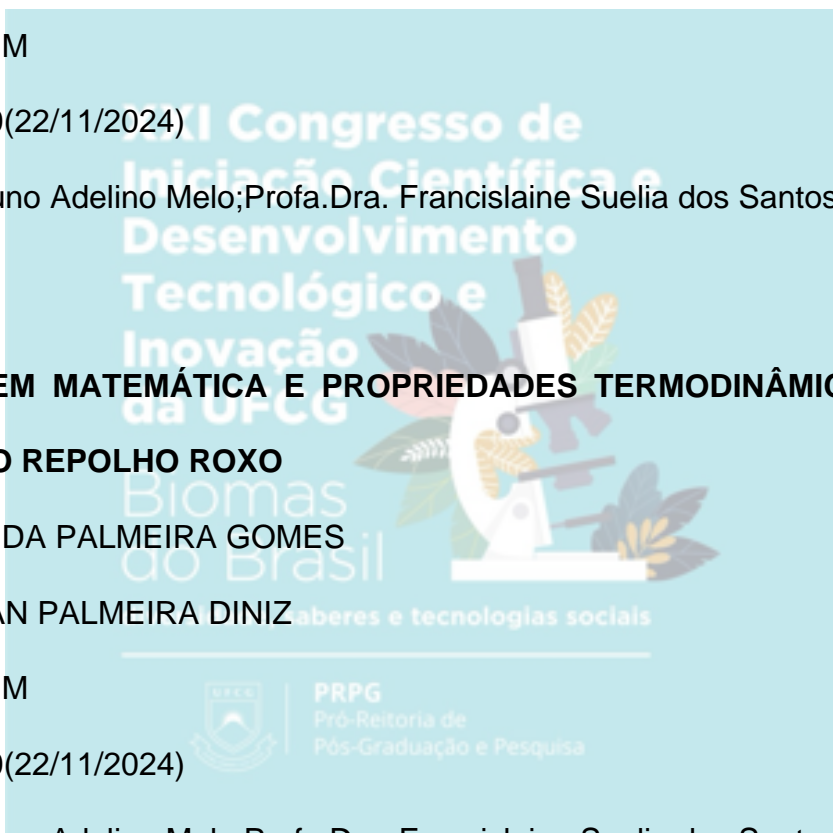 M
(22/11/2024)
XXI Congresso de
Iniciação Científica e
uno Adelino Melo;Profa.Dra. Francislaine Suelia dos Santos
Desenvolvimento
Tecnológico e
Inovação
EM MATEMÁTICA E PROPRIEDADES TERMODINÂMIC
da UFCG
O REPOLHO ROXO
Biomas
DA PALMEIRA GOMES
do Brasil
AN PALMEIRA DINIZ
saberes e tecnologias sociais
M
UFCG
PRPG
Pró-Reitoria de
Pós-Graduação e Pesquisa
(22/11/2024)